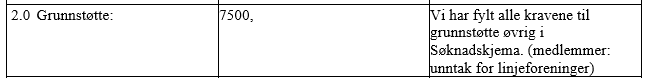 2.0 Grunnstøtte: 7500, Vi har fylt alle kravene til
grunnstøtte øvrig i
Søknadskjema. (medlemmer:
unntak for linjeforeninger)